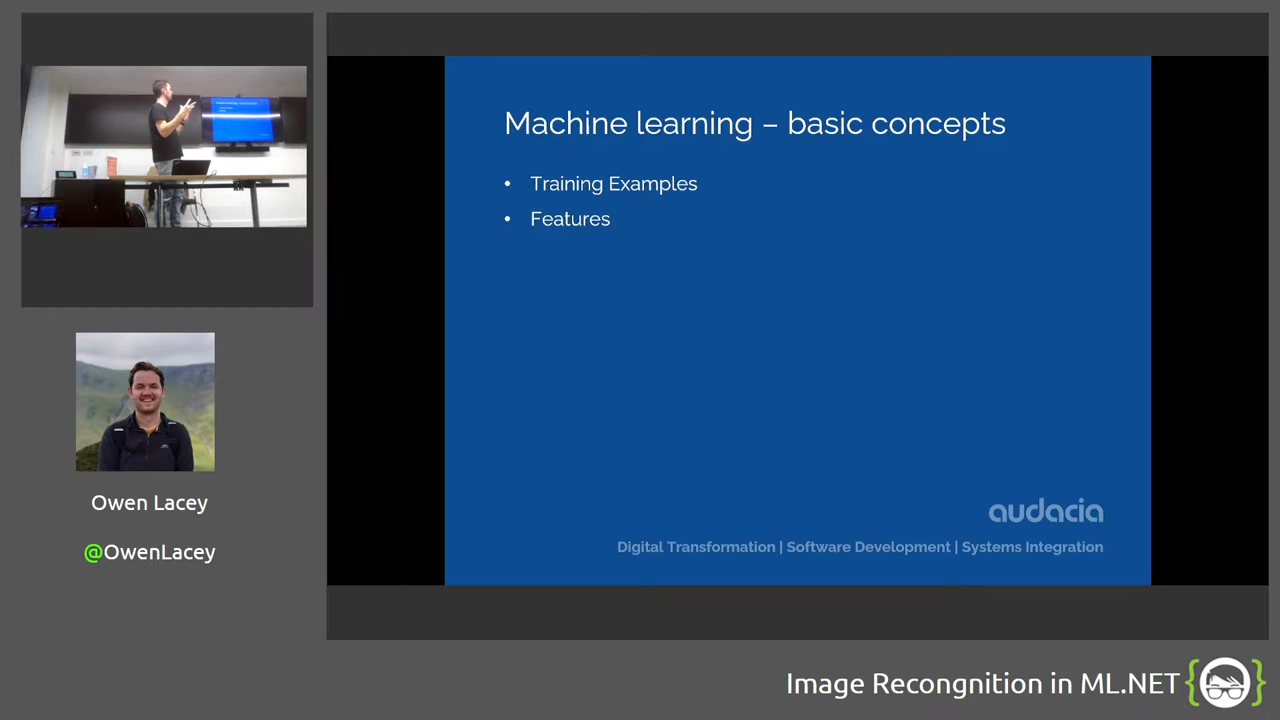 Machine learning – basic concepts
• Training Examples
• Features
audacia
Digital Transformation | Software Development | Systems Integration
Owen Lacey
@OwenLacey
Image Recongnition in ML.NET